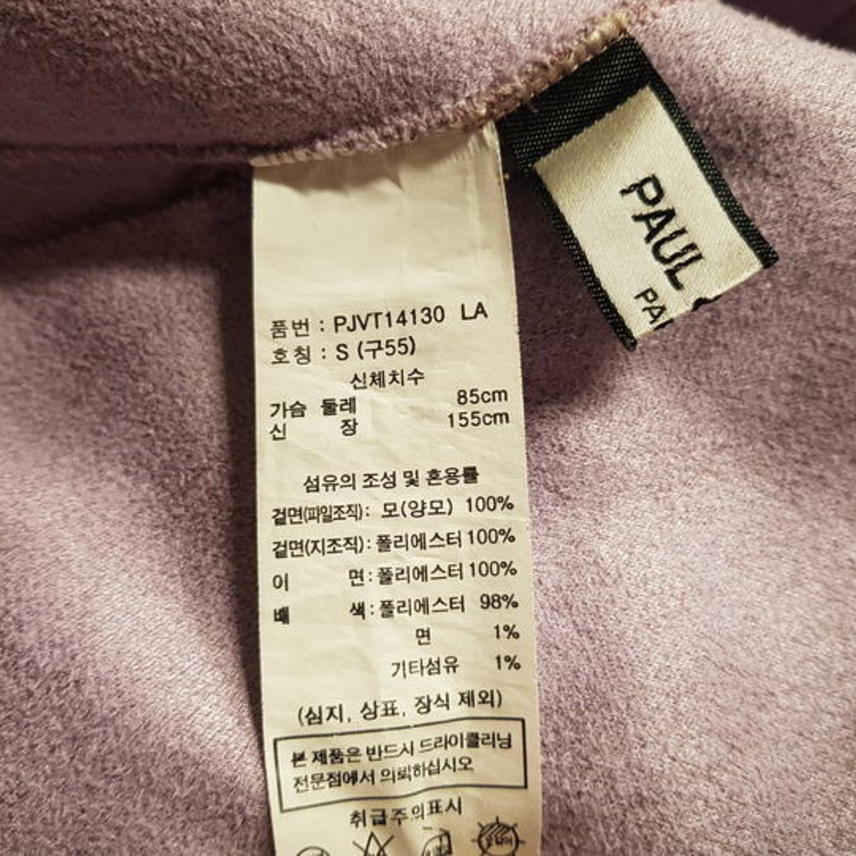 PAUL
PA
품번 : PJVT14130 LA
호칭 : S (구55)
신체치수
가슴 둘레 85cm
신 장 155cm
섬유의 조성 및 혼용률
겉면(파일조직) : 모(양모) 100%
겉면(지조직) : 폴리에스터 100%
이 면 : 폴리에스터 100%
배 색 : 폴리에스터 98%
면 1%
기타섬유 1%
(심지, 상표, 장식 제외)
본 제품은 반드시 드라이클리닝
전문점에서 의뢰하십시오
취급주의표시